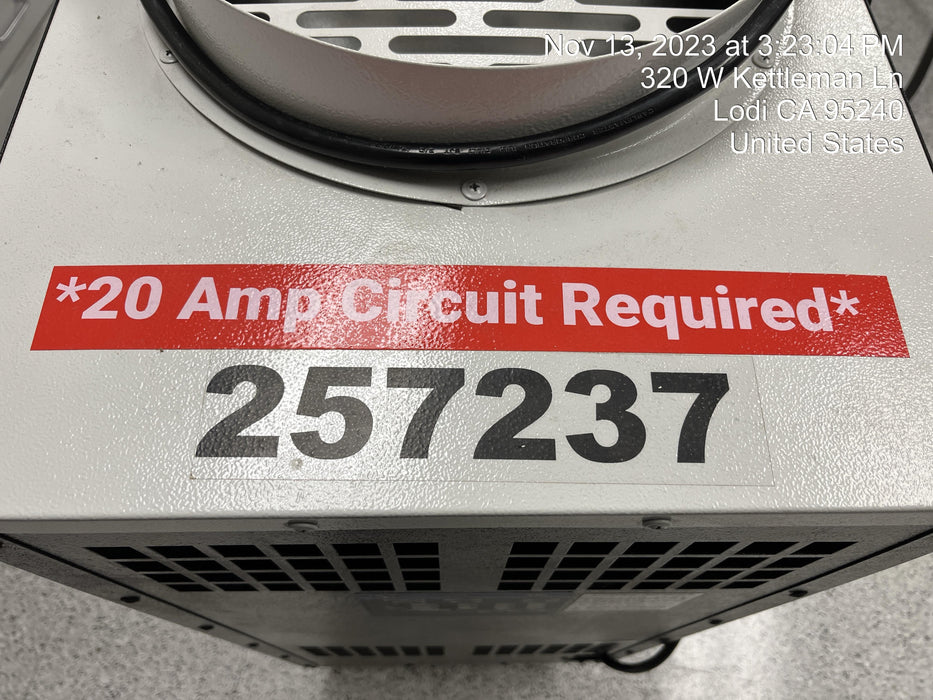 Nov 13, 2023 at 3:23:04 PM
320 W Kettleman Ln
Lodi CA 95240
United States
*20 Amp Circuit Required*
257237